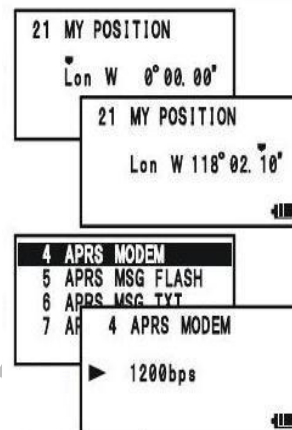 21 MY POSITION
Lon W 0°00.00"
21 MY POSITION
Lon W 118°02.10"
4 APRS MODEM
5 APRS MSG FLASH
6 APRS MSG TXT
7
4 APRS MODEM
1200bps